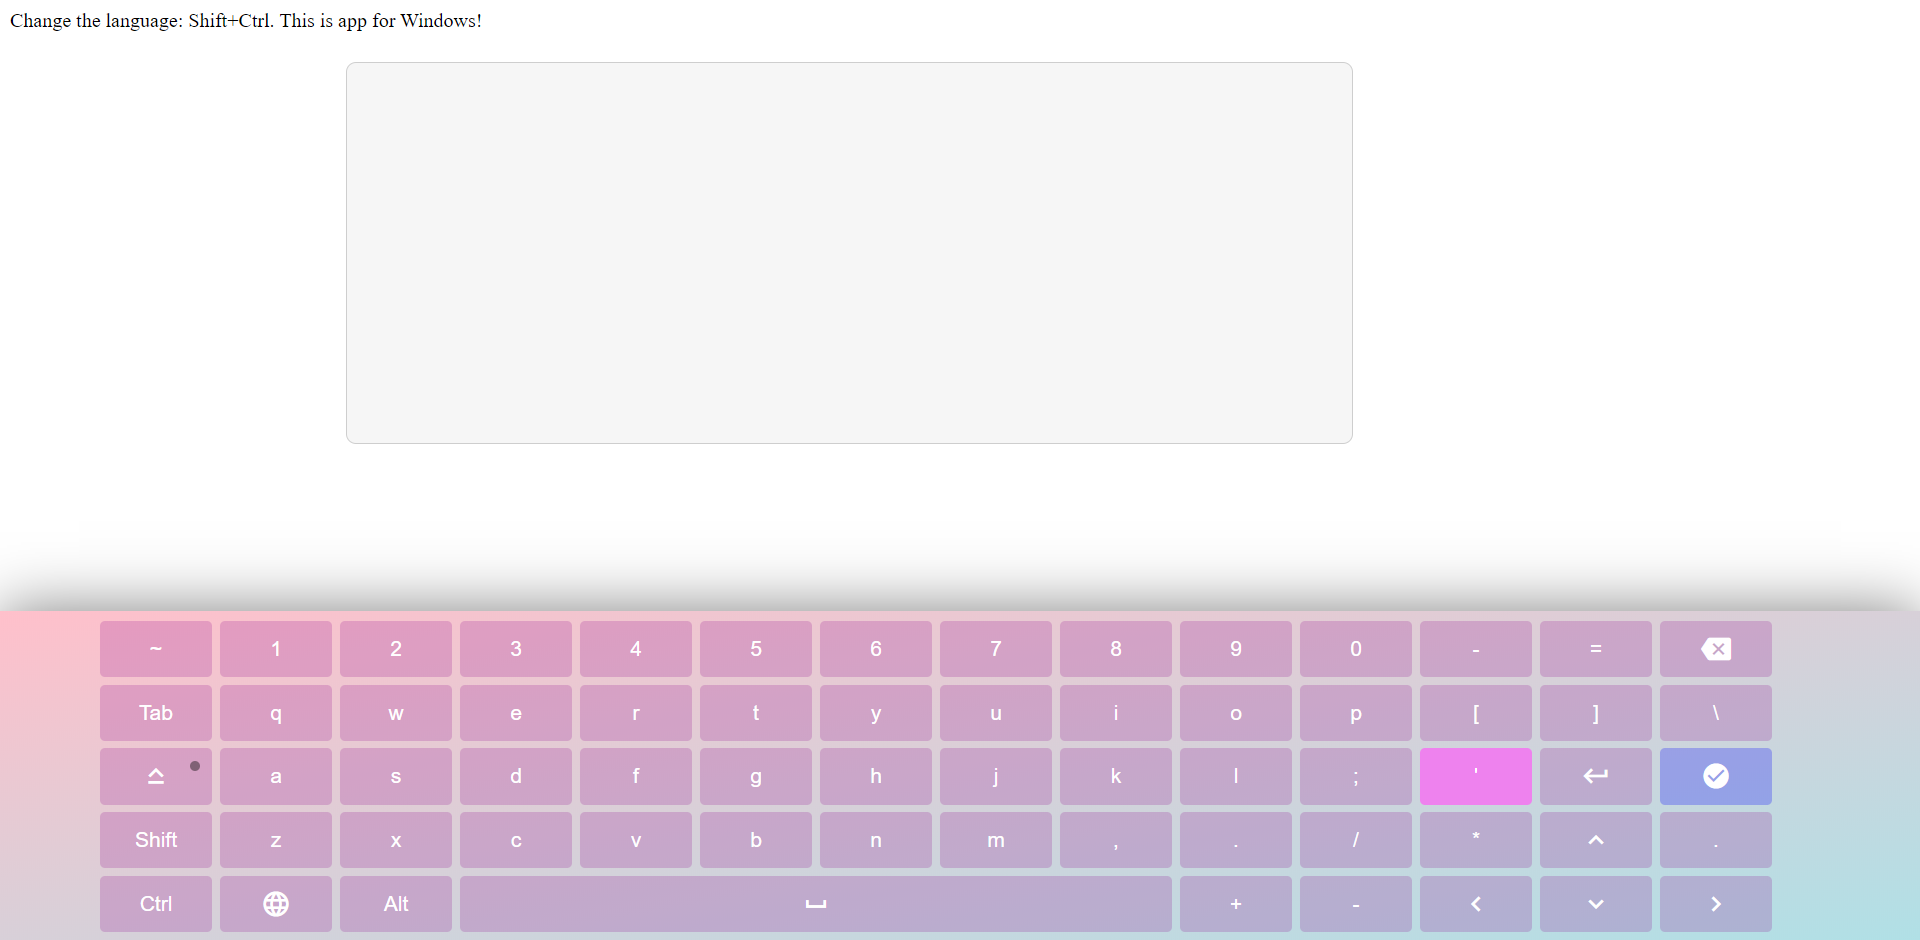 Change the language: Shift+Ctrl. This is app for Windows!
~ 1 2 3 4 5 6 7 8 9 0 - =
Tab q w e r t y u i o p [ ] \
a s d f g h j k l ; '
Shift z x c v b n m , . / * .
Ctrl Alt + -